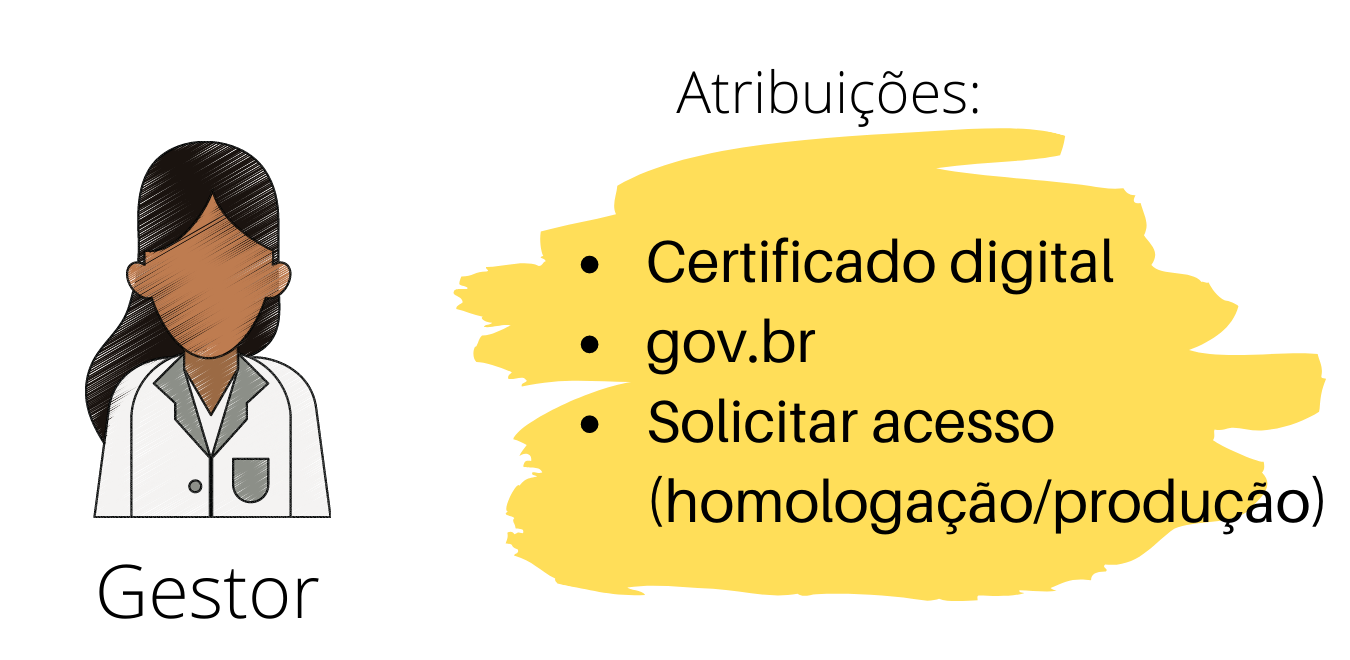 Atribuições:
• Certificado digital
• gov.br
• Solicitar acesso
(homologação/produção)
Gestor